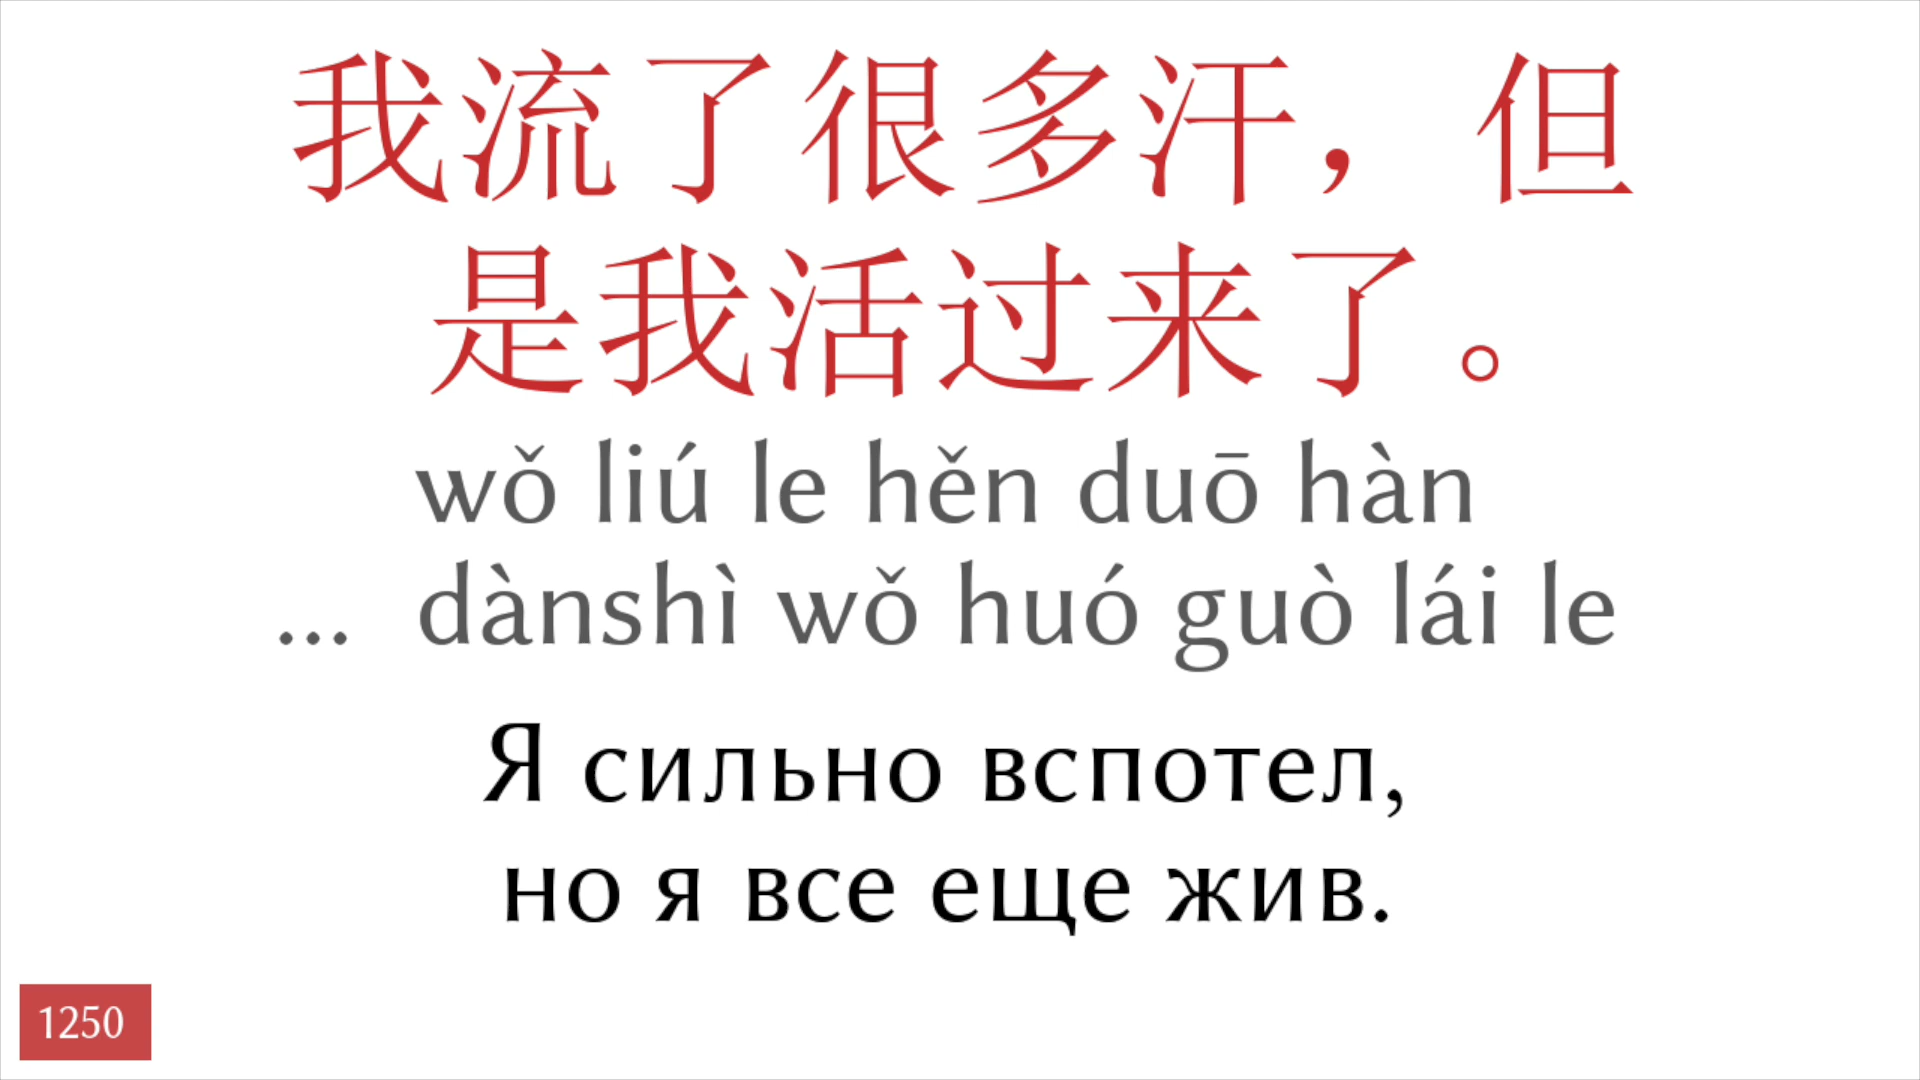 我流了很多汗，但
是我活过来了。
wǒ liú le hěn duō hàn
... dànshì wǒ huó guò lái le
Я сильно вспотел,
но я все еще жив.
1250